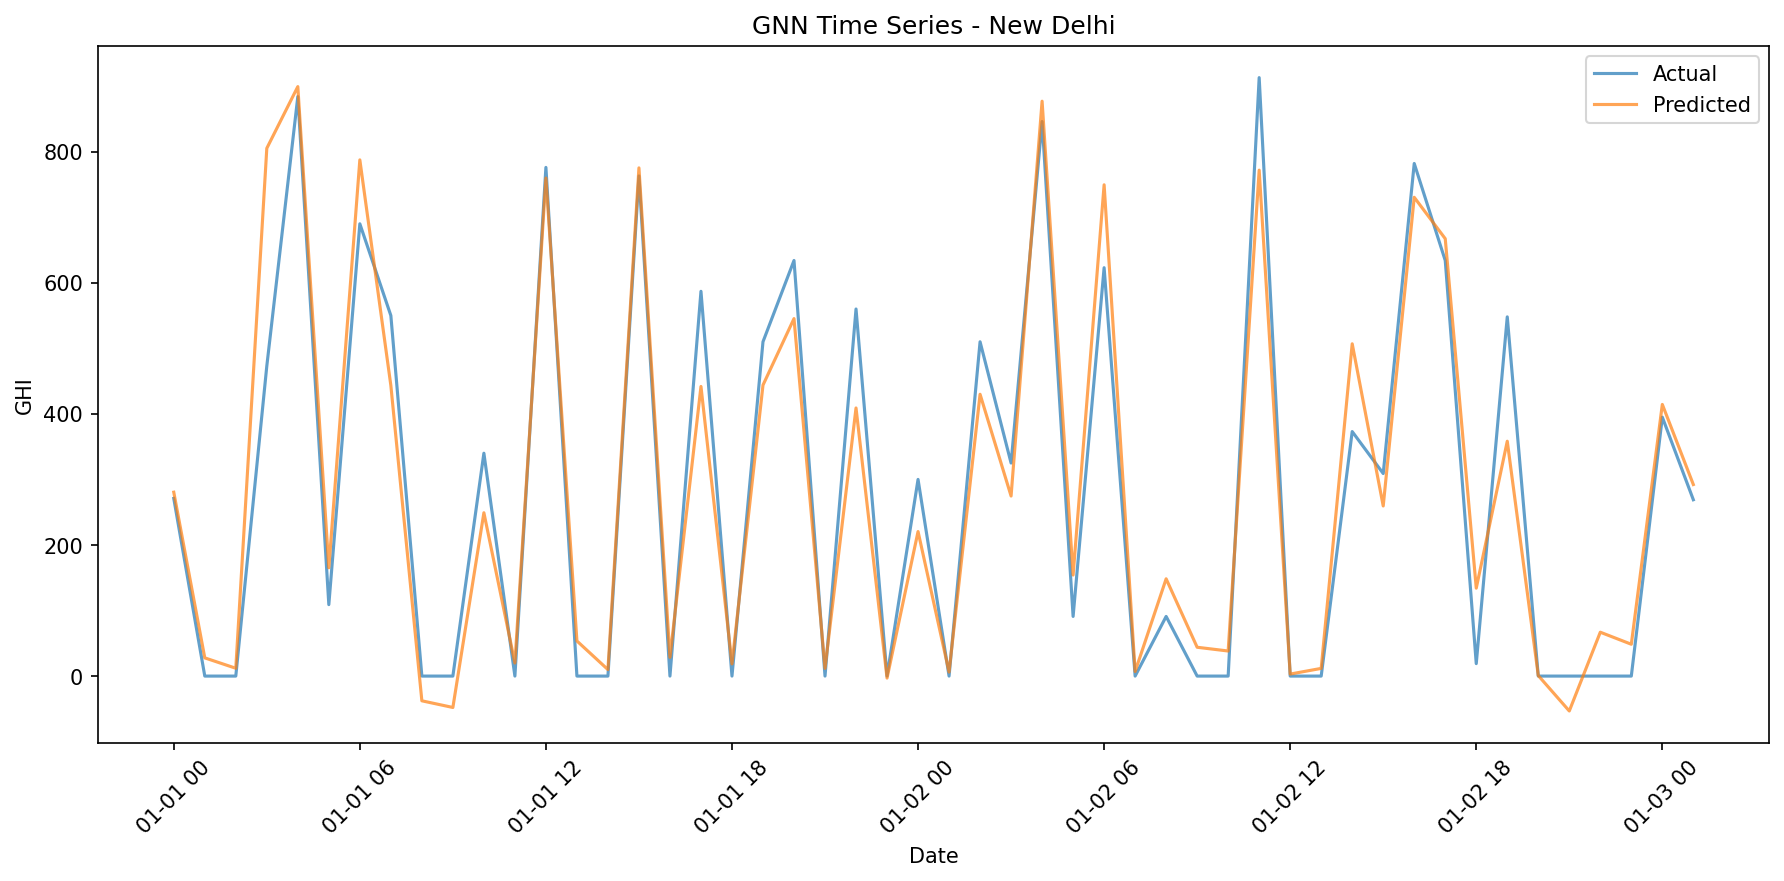 GNN Time Series - New Delhi
Actual
Predicted
GHI
800
600
400
200
0
01-01 00
01-01 06
01-01 12
01-01 18
01-02 00
01-02 06
01-02 12
01-02 18
01-03 00
Date